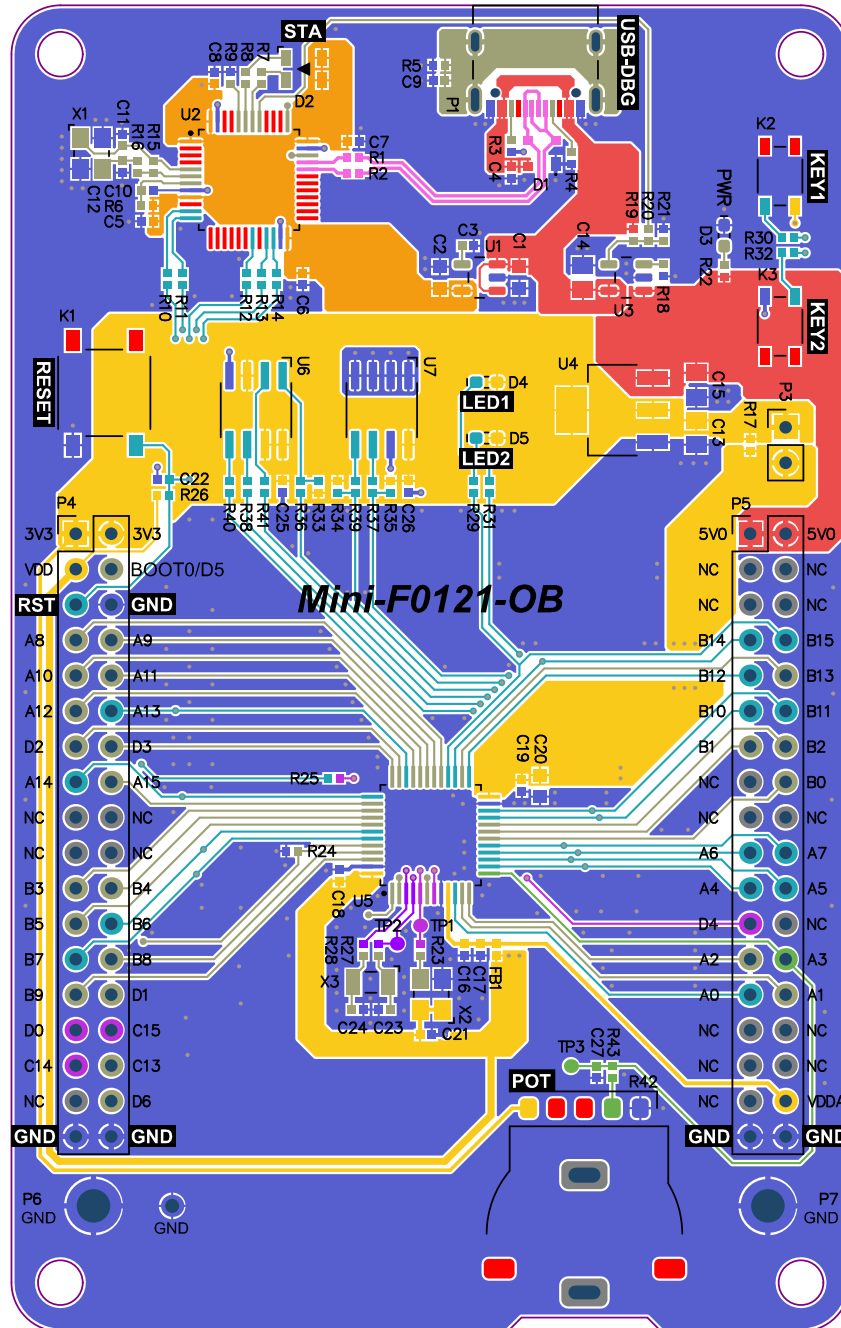 STA
USB-DBG
C8
R9
R8
R7
R5
C9
P1
D2
U2
X1
C11
R16
R15
C7
R1
R2
R3
C4
D1
R4
K2
KEY1
C12
C10
R6
C5
PWR
D3
R22
R19
R20
R21
R30
R32
C2
C3
U1
C1
C14
U3
R18
K3
KEY2
R10
R11
R12
R13
R14
C6
K1
RESET
U6
U7
D4
LED1
D5
LED2
U4
C15
C13
R17
P3
C22
R26
R40
R38
R41
C25
R36
R33
R34
R39
R37
R35
C26
R29
R31
P4
P5
3V3
3V3
5V0
5V0
VDD
BOOT0/D5
NC
NC
RST
GND
Mini-F0121-OB
NC
NC
A8
A9
B14
B15
A10
A11
B12
B13
A12
A13
B10
B11
D2
D3
B1
B2
C19
C20
A14
A15
R25
NC
B0
NC
NC
NC
NC
NC
NC
R24
A6
A7
B3
B4
C18
U5
A4
A5
B5
B6
TP2
TP1
D4
NC
B7
B8
R28
R27
R23
C16
C17
FB1
A2
A3
B9
D1
X3
X2
A0
A1
C24
C23
C21
D0
C15
NC
NC
C14
C13
TP3
C27
R43
NC
NC
NC
D6
POT
R42
NC
VDDA
GND
GND
GND
GND
P6
GND
GND
P7
GND